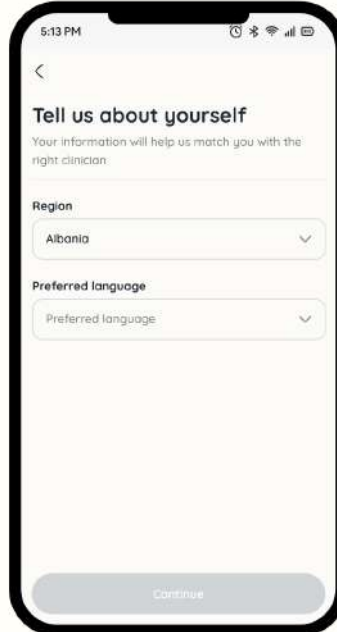 5:13 PM
Tell us about yourself
Your information will help us match you with the
right clinician
Region
Albania
Preferred language
Preferred language
Continue